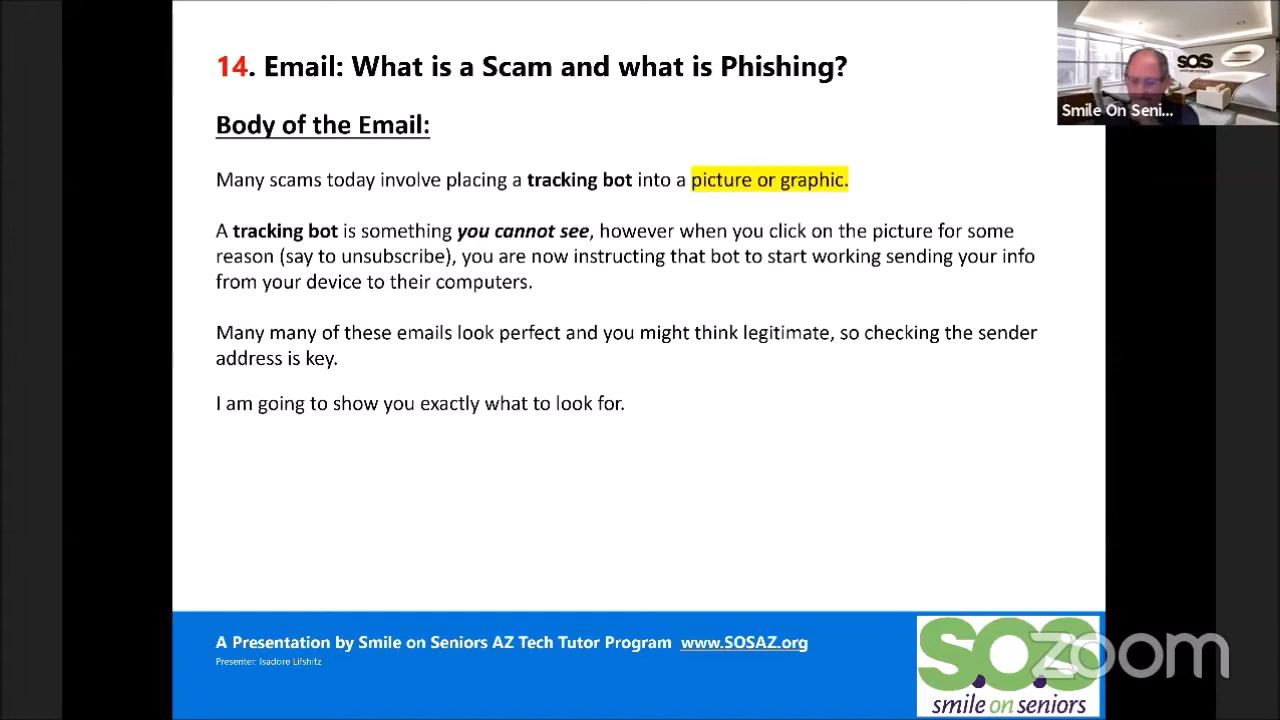 14. Email: What is a Scam and what is Phishing?
Body of the Email:
Many scams today involve placing a tracking bot into a picture or graphic.
A tracking bot is something you cannot see, however when you click on the picture for some
reason (say to unsubscribe), you are now instructing that bot to start working sending your info
from your device to their computers.
Many many of these emails look perfect and you might think legitimate, so checking the sender
address is key.
I am going to show you exactly what to look for.
A Presentation by Smile on Seniors AZ Tech Tutor Program www.SOSAZ.org
Presenter: Isadore Lifshitz
SOS
smile on seniors
zoom
SOS
Smile On Seni...